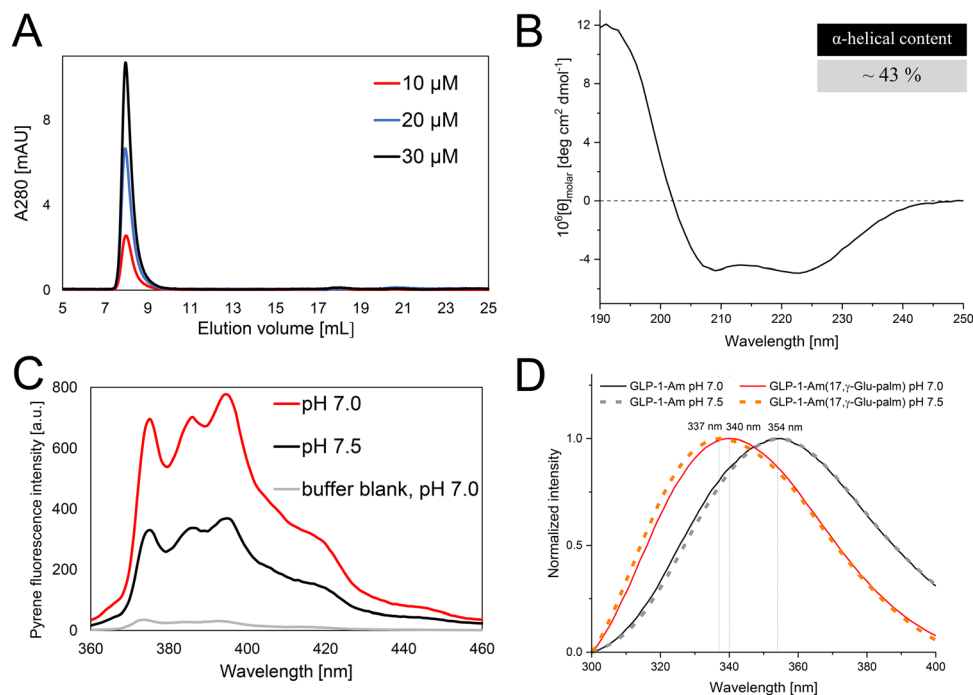 A
A280 [mAU]
8
4
0
10 µM
20 µM
30 µM
5 7 9 11 13 15 17 19 21 23 25
Elution volume [mL]
B
10⁶[θ]molar [deg cm² dmol⁻¹]
12
8
4
0
-4
α-helical content
~ 43 %
190 200 210 220 230 240 250
Wavelength [nm]
C
Pyrene fluorescence intensity [a.u.]
800
600
400
200
0
pH 7.0
pH 7.5
buffer blank, pH 7.0
360 380 400 420 440 460
Wavelength [nm]
D
GLP-1-Am pH 7.0 GLP-1-Am(17,γ-Glu-palm) pH 7.0
GLP-1-Am pH 7.5 GLP-1-Am(17,γ-Glu-palm) pH 7.5
337 nm 340 nm 354 nm
Normalized intensity
1.0
0.5
0.0
300 320 340 360 380 400
Wavelength [nm]